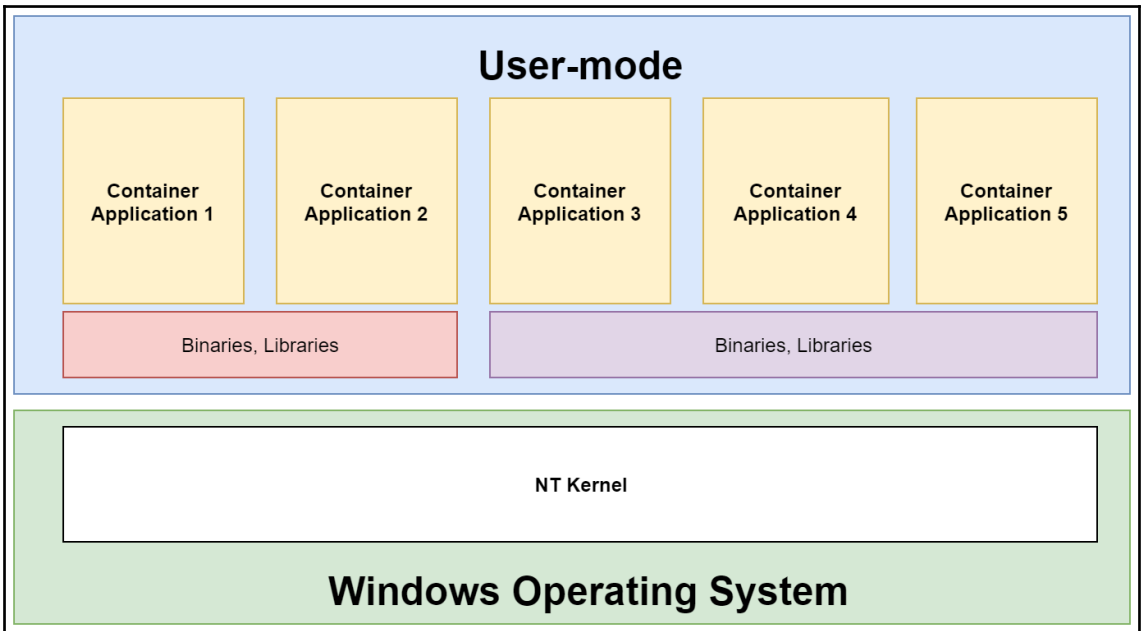 User-mode
Container
Application 1
Container
Application 2
Container
Application 3
Container
Application 4
Container
Application 5
Binaries, Libraries
Binaries, Libraries
NT Kernel
Windows Operating System